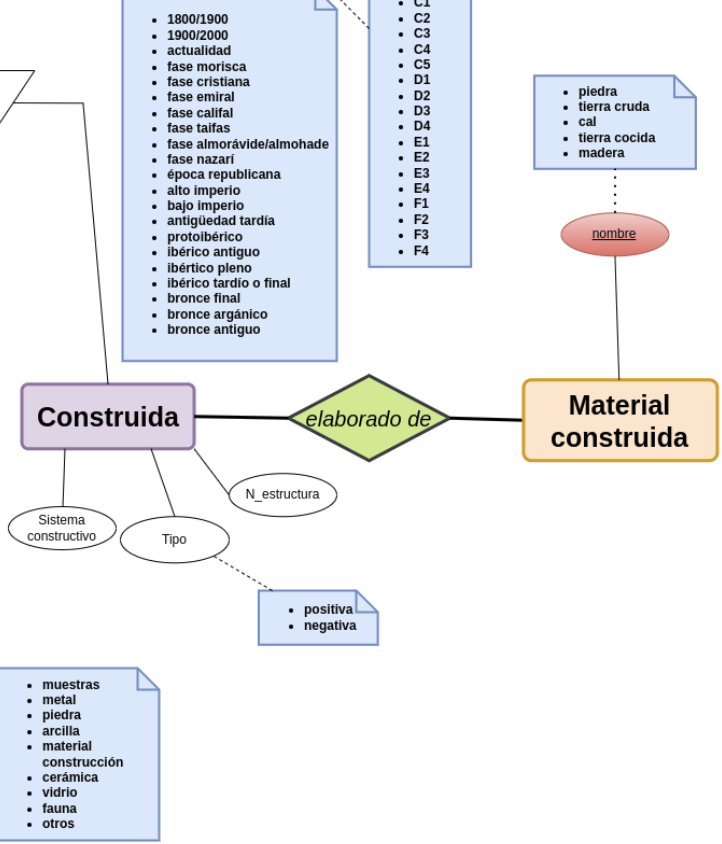 1800/1900
1900/2000
actualidad
fase morisca
fase cristiana
fase emiral
fase califal
fase taifas
fase almorávide/almohade
fase nazarí
época republicana
alto imperio
bajo imperio
antigüedad tardía
protoibérico
ibérico antiguo
ibértico pleno
ibérico tardío o final
bronce final
bronce argánico
bronce antiguo
C1
C2
C3
C4
C5
D1
D2
D3
D4
E1
E2
E3
E4
F1
F2
F3
F4
piedra
tierra cruda
cal
tierra cocida
madera
nombre
Construida
elaborado de
Material
construida
Sistema
constructivo
Tipo
N_estructura
positiva
negativa
muestras
metal
piedra
arcilla
material
construcción
cerámica
vidrio
fauna
otros